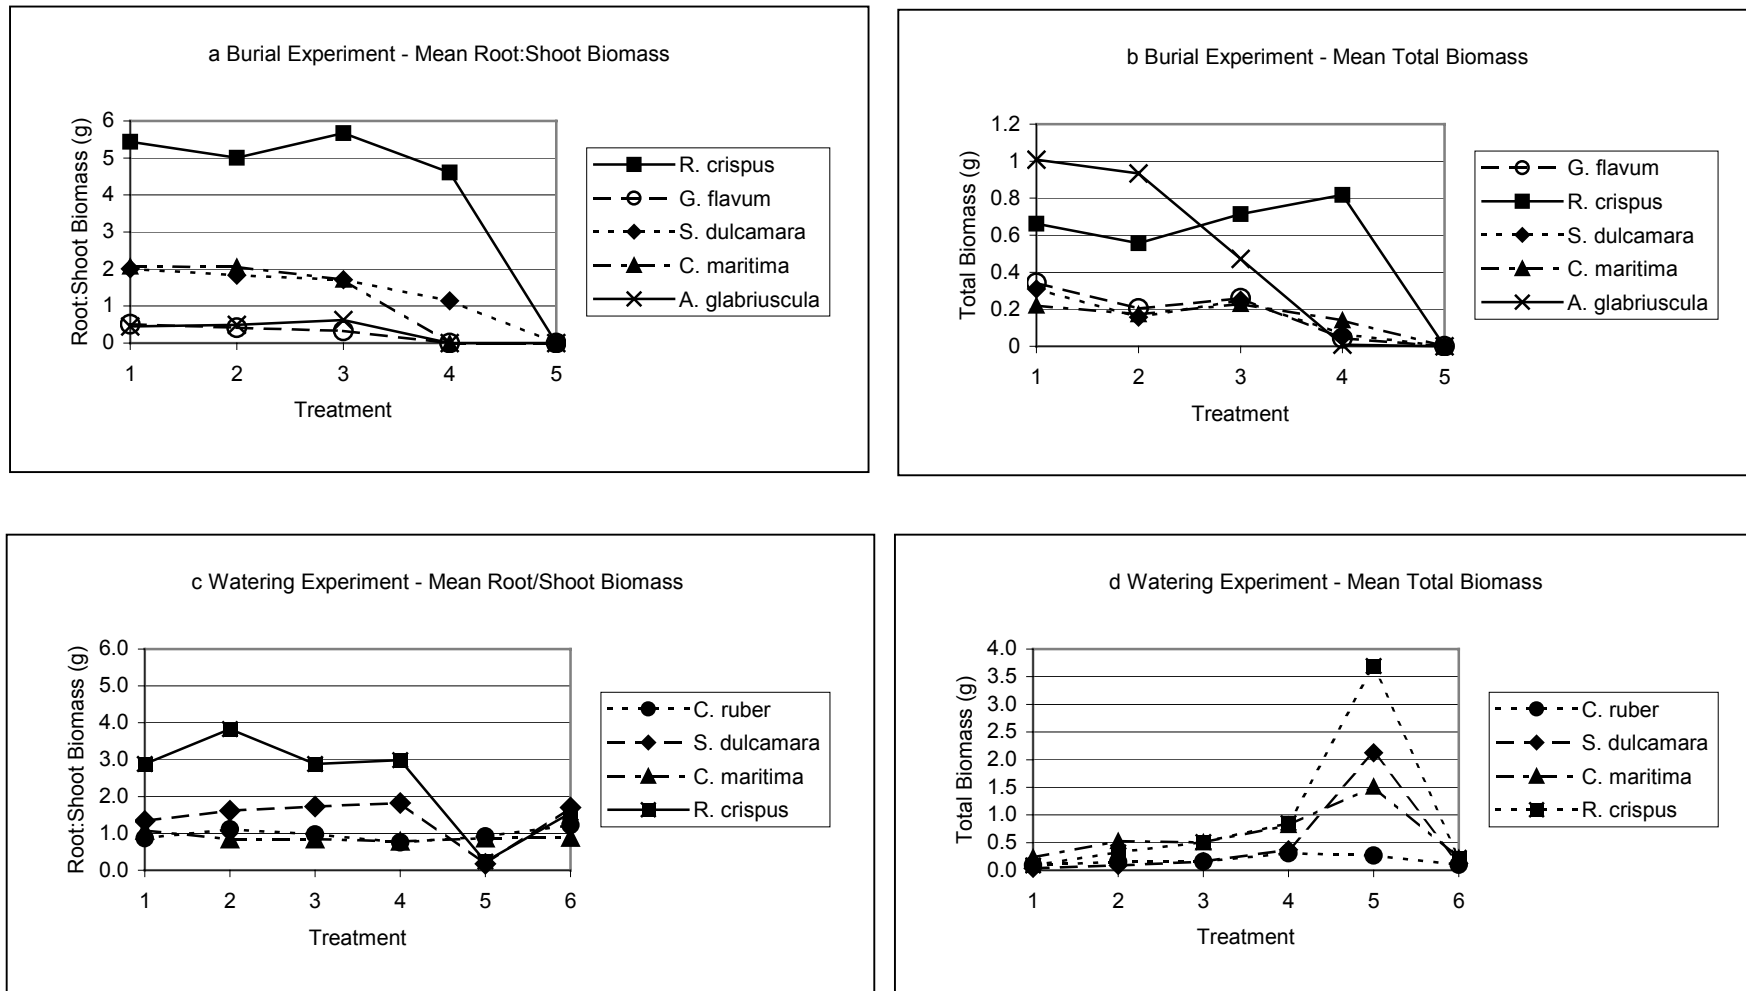 a Burial Experiment - Mean Root:Shoot Biomass
Root:Shoot Biomass (g)
6
5
4
3
2
1
0
1 2 3 4 5
Treatment
R. crispus
G. flavum
S. dulcamara
C. maritima
A. glabriuscula
b Burial Experiment - Mean Total Biomass
Total Biomass (g)
1.2
1
0.8
0.6
0.4
0.2
0
1 2 3 4 5
Treatment
G. flavum
R. crispus
S. dulcamara
C. maritima
A. glabriuscula
c Watering Experiment - Mean Root/Shoot Biomass
Root:Shoot Biomass (g)
6.0
5.0
4.0
3.0
2.0
1.0
0.0
1 2 3 4 5 6
Treatment
C. ruber
S. dulcamara
C. maritima
R. crispus
d Watering Experiment - Mean Total Biomass
Total Biomass (g)
4.0
3.5
3.0
2.5
2.0
1.5
1.0
0.5
0.0
1 2 3 4 5 6
Treatment
C. ruber
S. dulcamara
C. maritima
R. crispus